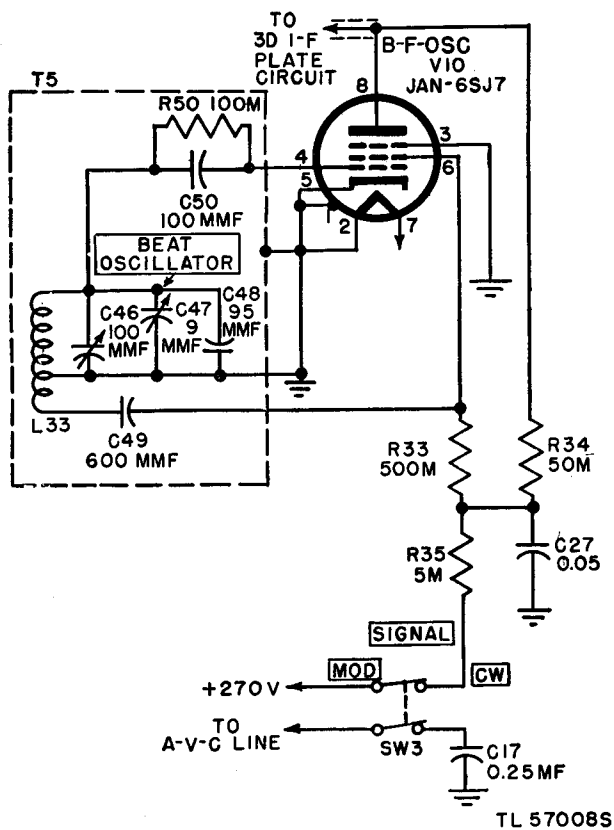 TO
3D I-F
PLATE
CIRCUIT
B-F-OSC
V10
JAN-6SJ7
T5
R50 100M
8
3
4
6
5
2
7
C50
100 MMF
BEAT
OSCILLATOR
C46
100
MMF
C47
9
MMF
C48
95
MMF
L33
C49
600 MMF
R33
500M
R34
50M
R35
5M
C27
0.05
SIGNAL
MOD
CW
+270V
TO
A-V-C LINE
SW3
C17
0.25MF
TL 57008S